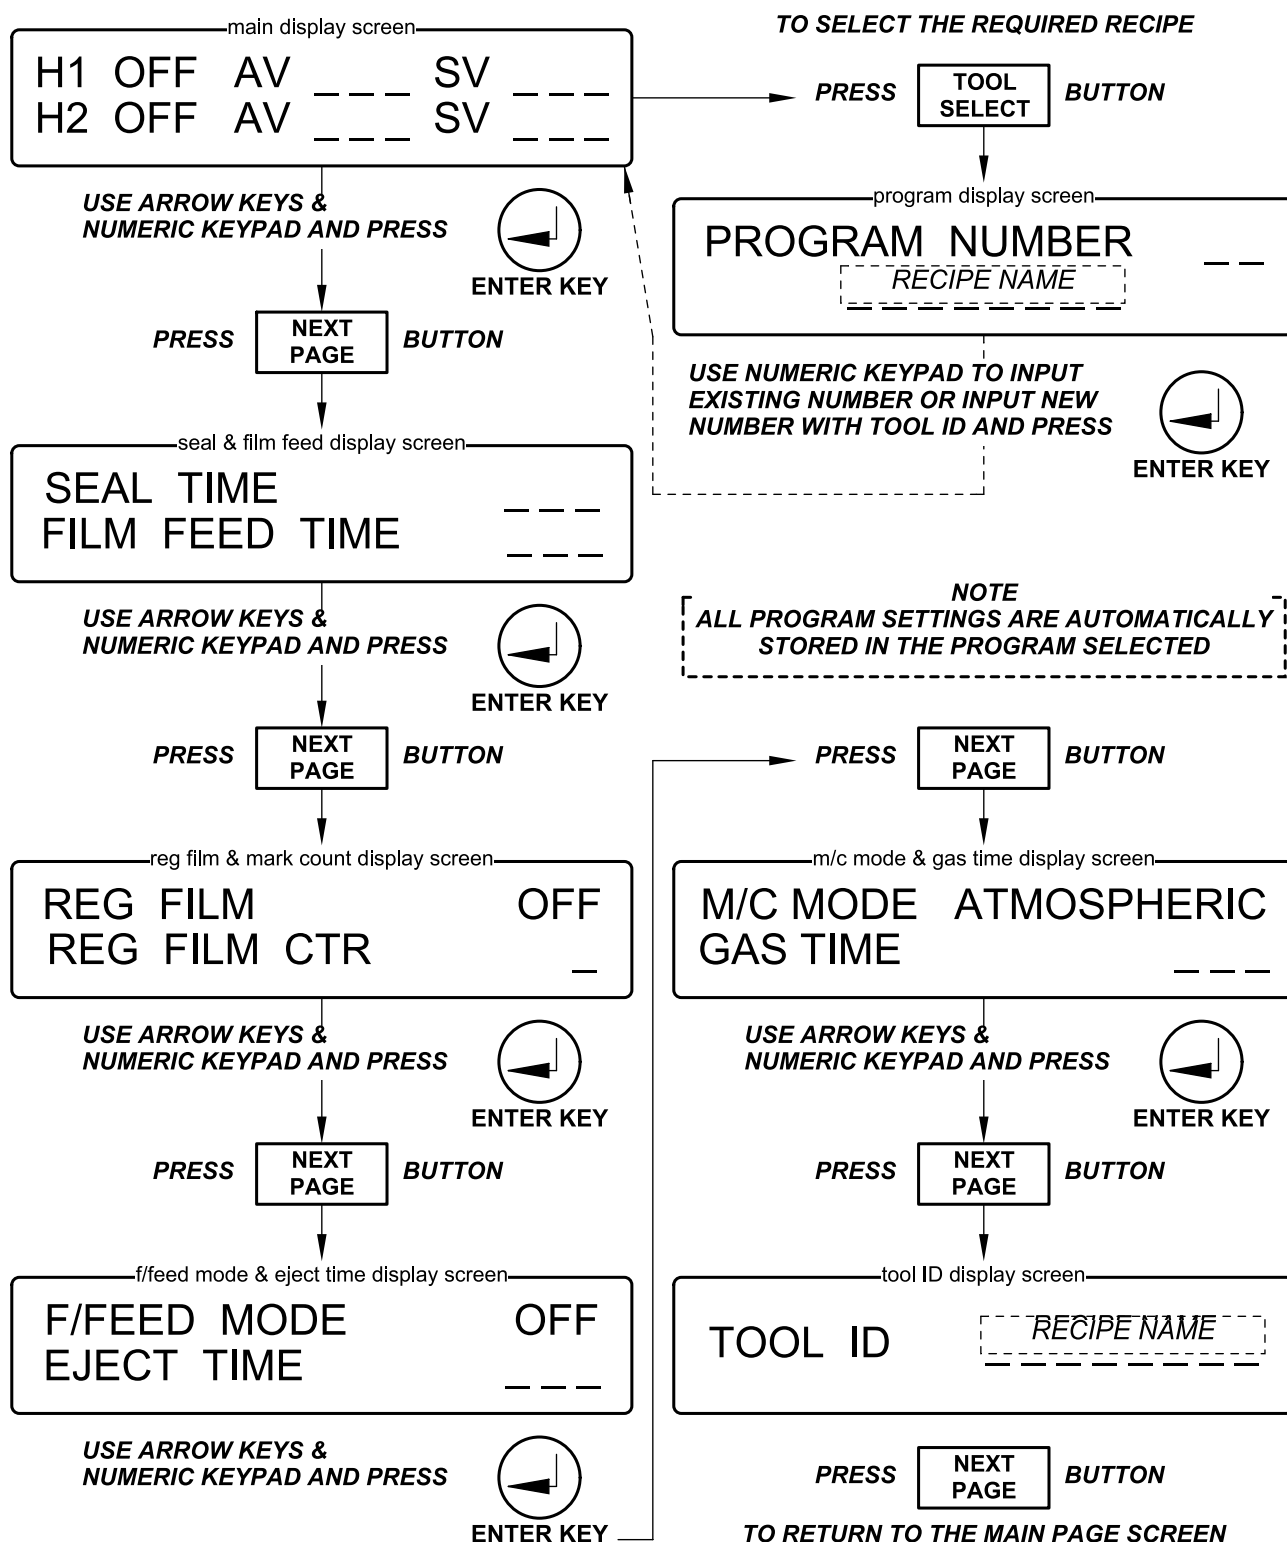 main display screen
H1 OFF AV _ _ _ SV _ _ _
H2 OFF AV _ _ _ SV _ _ _
USE ARROW KEYS &
NUMERIC KEYPAD AND PRESS
ENTER KEY
PRESS NEXT PAGE BUTTON
seal & film feed display screen
SEAL TIME _ _ _
FILM FEED TIME _ _ _
USE ARROW KEYS &
NUMERIC KEYPAD AND PRESS
ENTER KEY
PRESS NEXT PAGE BUTTON
reg film & mark count display screen
REG FILM OFF
REG FILM CTR _
USE ARROW KEYS &
NUMERIC KEYPAD AND PRESS
ENTER KEY
PRESS NEXT PAGE BUTTON
f/feed mode & eject time display screen
F/FEED MODE OFF
EJECT TIME _ _ _
USE ARROW KEYS &
NUMERIC KEYPAD AND PRESS
ENTER KEY
TO SELECT THE REQUIRED RECIPE
PRESS TOOL SELECT BUTTON
program display screen
PROGRAM NUMBER _ _
RECIPE NAME
_ _ _ _ _ _ _ _
USE NUMERIC KEYPAD TO INPUT
EXISTING NUMBER OR INPUT NEW
NUMBER WITH TOOL ID AND PRESS
ENTER KEY
NOTE
ALL PROGRAM SETTINGS ARE AUTOMATICALLY
STORED IN THE PROGRAM SELECTED
PRESS NEXT PAGE BUTTON
m/c mode & gas time display screen
M/C MODE ATMOSPHERIC
GAS TIME _ _ _
USE ARROW KEYS &
NUMERIC KEYPAD AND PRESS
ENTER KEY
PRESS NEXT PAGE BUTTON
tool ID display screen
TOOL ID RECIPE NAME
_ _ _ _ _ _ _ _
PRESS NEXT PAGE BUTTON
TO RETURN TO THE MAIN PAGE SCREEN